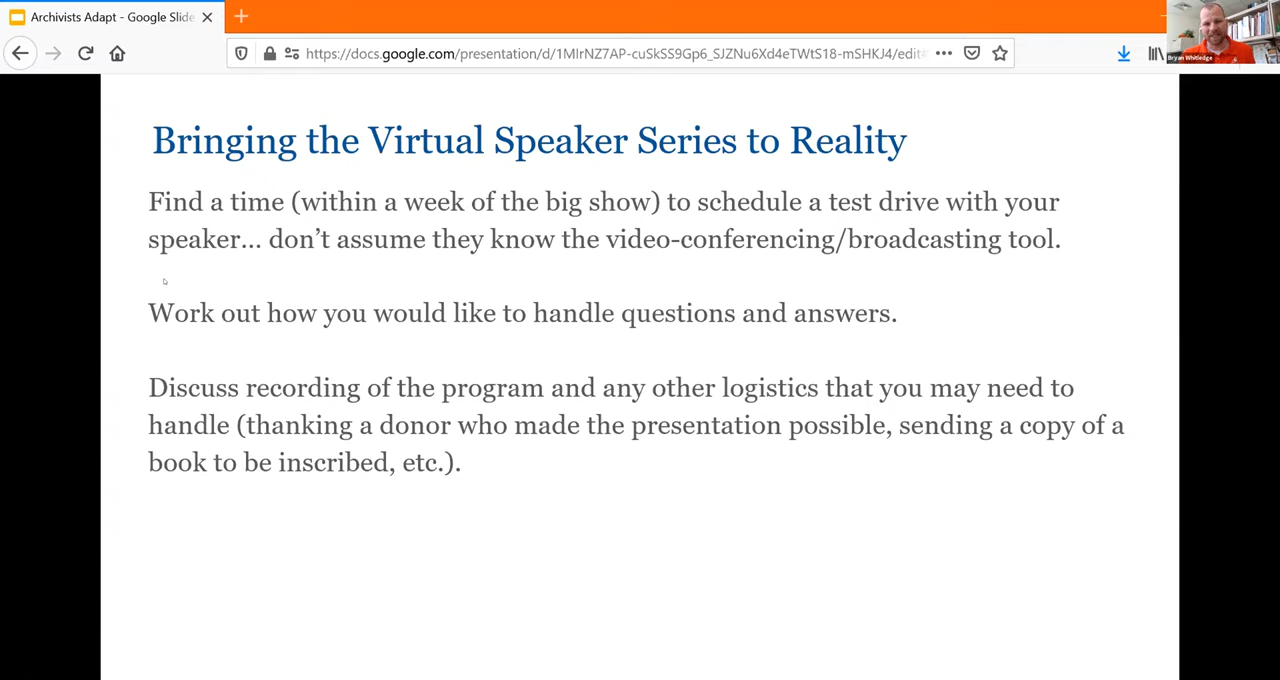 Archivists Adapt - Google Slide
https://docs.google.com/presentation/d/1MIrNZ7AP-cuSkSS9Gp6_SJZNu6Xd4eTWtS18-mSHKJ4/edit
Bryan Whitledge
Bringing the Virtual Speaker Series to Reality
Find a time (within a week of the big show) to schedule a test drive with your
speaker... don’t assume they know the video-conferencing/broadcasting tool.
Work out how you would like to handle questions and answers.
Discuss recording of the program and any other logistics that you may need to
handle (thanking a donor who made the presentation possible, sending a copy of a
book to be inscribed, etc.).